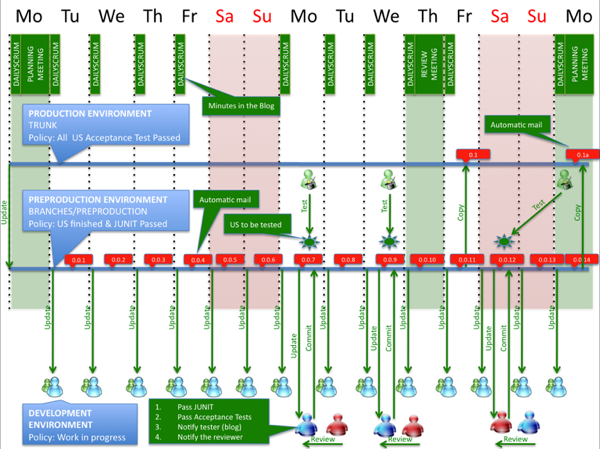 Mo Tu We Th Fr Sa Su Mo Tu We Th Fr Sa Su Mo
DAILYSCRUM
PLANNING
MEETING
DAILYSCRUM
DAILYSCRUM
DAILYSCRUM
DAILYSCRUM
DAILYSCRUM
DAILYSCRUM
DAILYSCRUM
DAILYSCRUM
REVIEW
MEETING
DAILYSCRUM
DAILYSCRUM
PLANNING
MEETING
Minutes in the Blog
PRODUCTION ENVIRONMENT
TRUNK
Policy: All US Acceptance Test Passed
Automatic mail
0.1
0.1a
Update
PREPRODUCTION ENVIRONMENT
BRANCHES/PREPRODUCTION
Policy: US finished & JUNIT Passed
Automatic mail
US to be tested
Test
Test
Copy
Test
Copy
0.0.1 0.0.2 0.0.3 0.0.4 0.0.5 0.0.6 0.0.7 0.0.8 0.0.9 0.0.10 0.0.11 0.0.12 0.0.13 0.0.14
Update
Update
Update
Update
Update
Update
Update
Update
Commit
Update
Update
Commit
Update
Update
Update
Commit
Update
DEVELOPMENT
ENVIRONMENT
Policy: Work in progress
1. Pass JUNIT
2. Pass Acceptance Tests
3. Notify tester (blog)
4. Notify the reviewer
Review
Review
Review